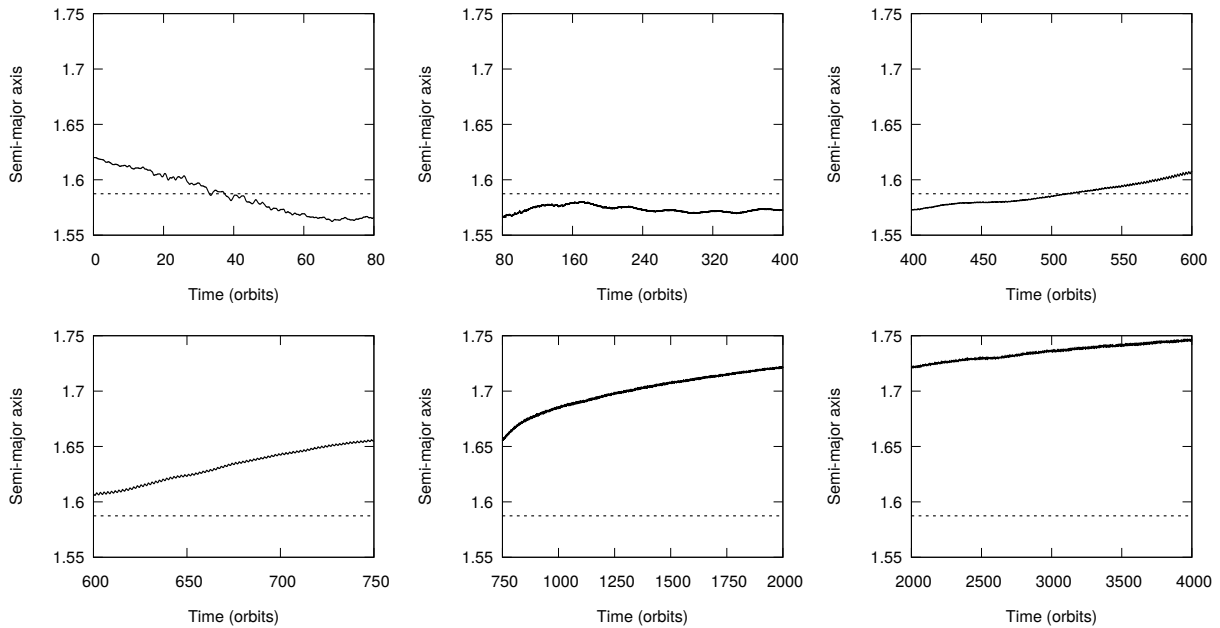 1.75
1.7
1.65
1.6
1.55
0 20 40 60 80
Semi-major axis
Time (orbits)
1.75
1.7
1.65
1.6
1.55
80 160 240 320 400
Semi-major axis
Time (orbits)
1.75
1.7
1.65
1.6
1.55
400 450 500 550 600
Semi-major axis
Time (orbits)
1.75
1.7
1.65
1.6
1.55
600 650 700 750
Semi-major axis
Time (orbits)
1.75
1.7
1.65
1.6
1.55
750 1000 1250 1500 1750 2000
Semi-major axis
Time (orbits)
1.75
1.7
1.65
1.6
1.55
2000 2500 3000 3500 4000
Semi-major axis
Time (orbits)